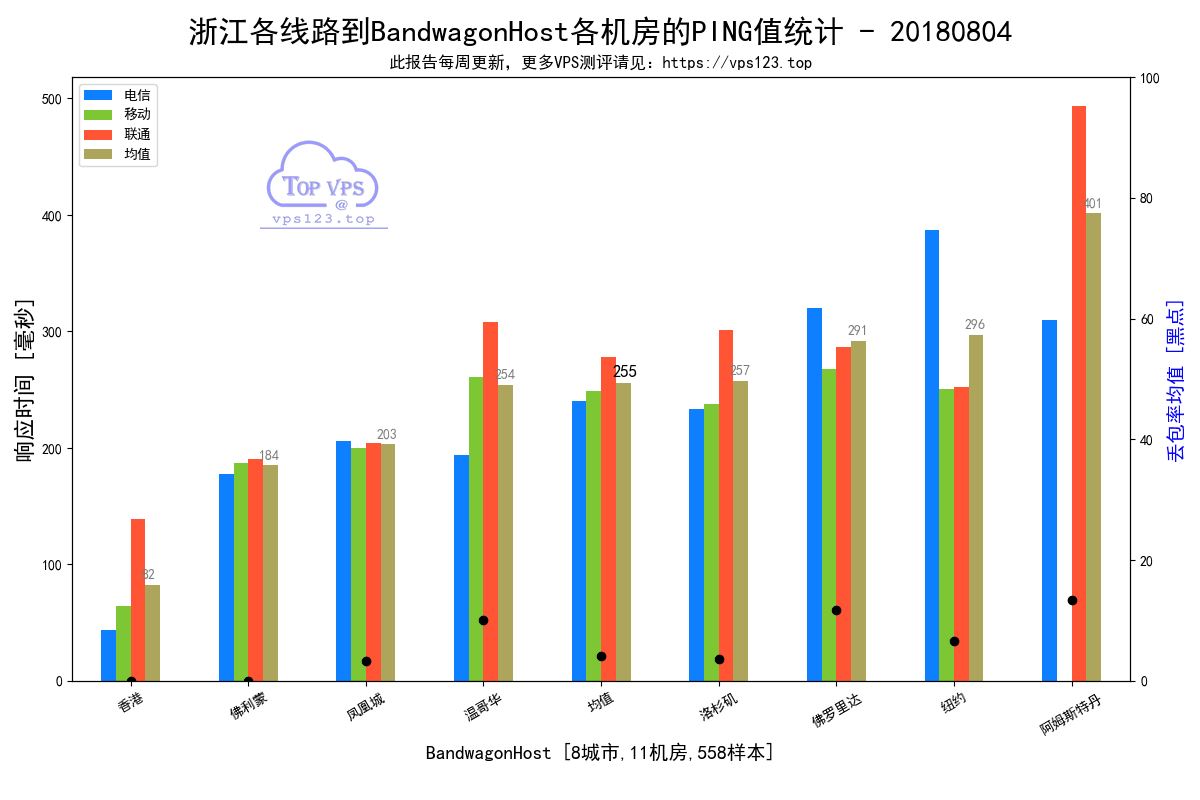 浙江各线路到BandwagonHost各机房的PING值统计 - 20180804
此报告每周更新，更多VPS测评请见：https://vps123.top
电信
移动
联通
均值
TOP VPS
@
vps123.top
响应时间 [毫秒]
500
400
300
200
100
0
82
184
203
254
255
257
291
296
401
100
80
60
40
20
0
丢包率均值 [黑点]
香港
佛利蒙
凤凰城
温哥华
均值
洛杉矶
佛罗里达
纽约
阿姆斯特丹
BandwagonHost [8城市,11机房,558样本]